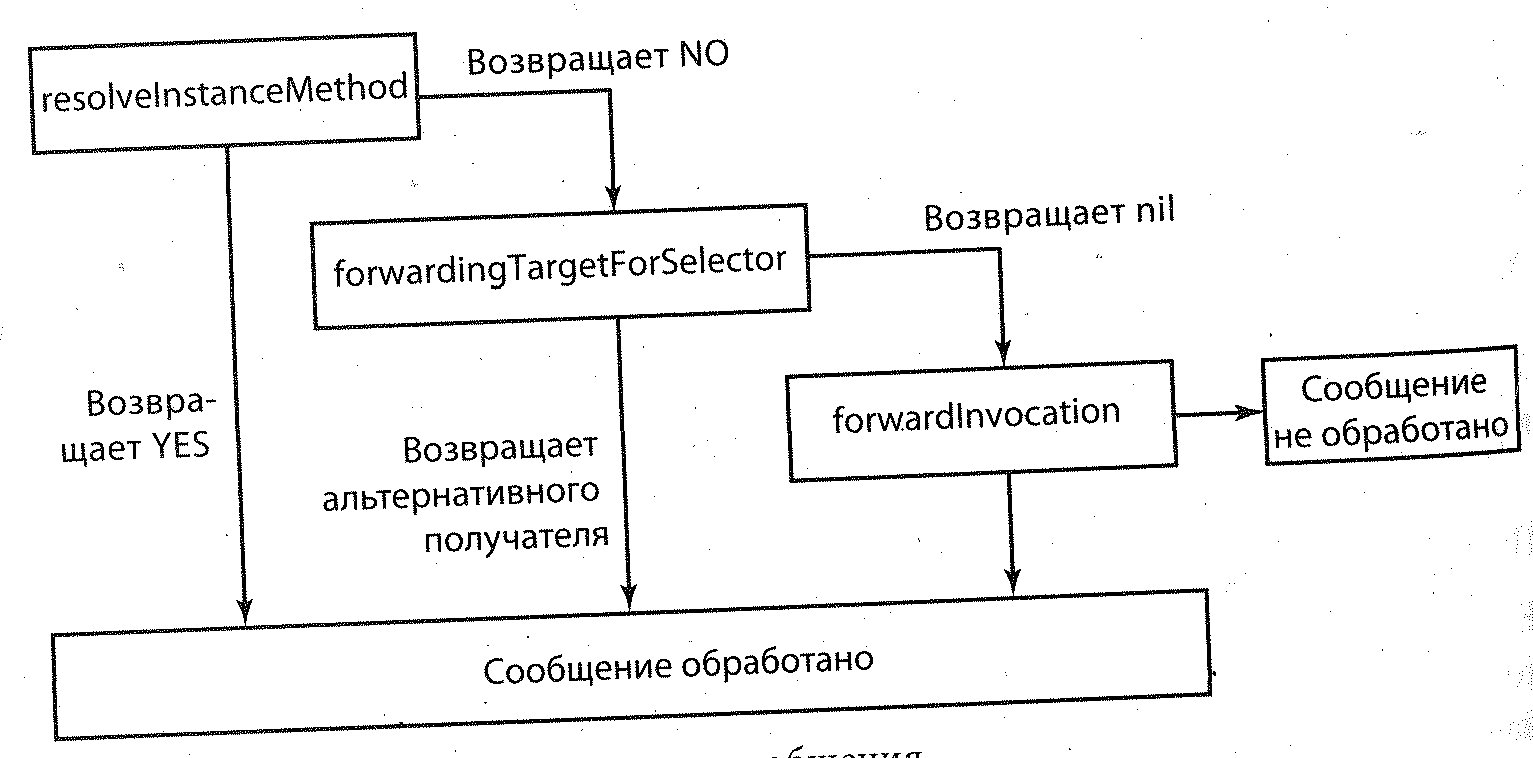 resolveInstanceMethod
Возвращает NO
forwardingTargetForSelector
Возвращает nil
forwardInvocation
Сообщение
не обработано
Возвра-
щает YES
Возвращает
альтернативного
получателя
Сообщение обработано